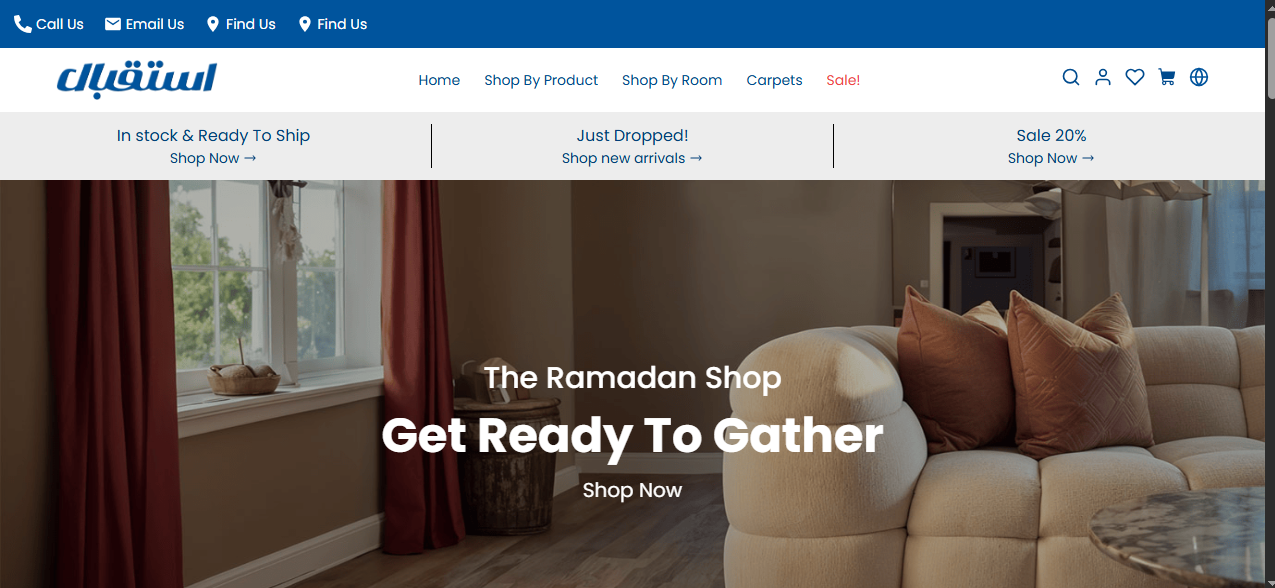 Call Us Email Us Find Us Find Us
استقبال
Home Shop By Product Shop By Room Carpets Sale!
In stock & Ready To Ship
Shop Now →
Just Dropped!
Shop new arrivals →
Sale 20%
Shop Now →
The Ramadan Shop
Get Ready To Gather
Shop Now